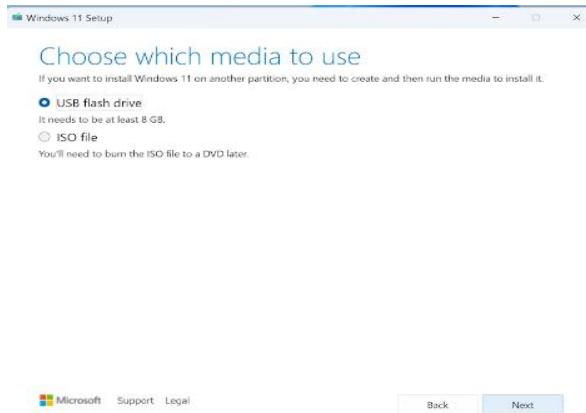 Windows 11 Setup
Choose which media to use
If you want to install Windows 11 on another partition, you need to create and then run the media to install it.
USB flash drive
It needs to be at least 8 GB.
ISO file
You'll need to burn the ISO file to a DVD later.
Microsoft Support Legal
Back Next